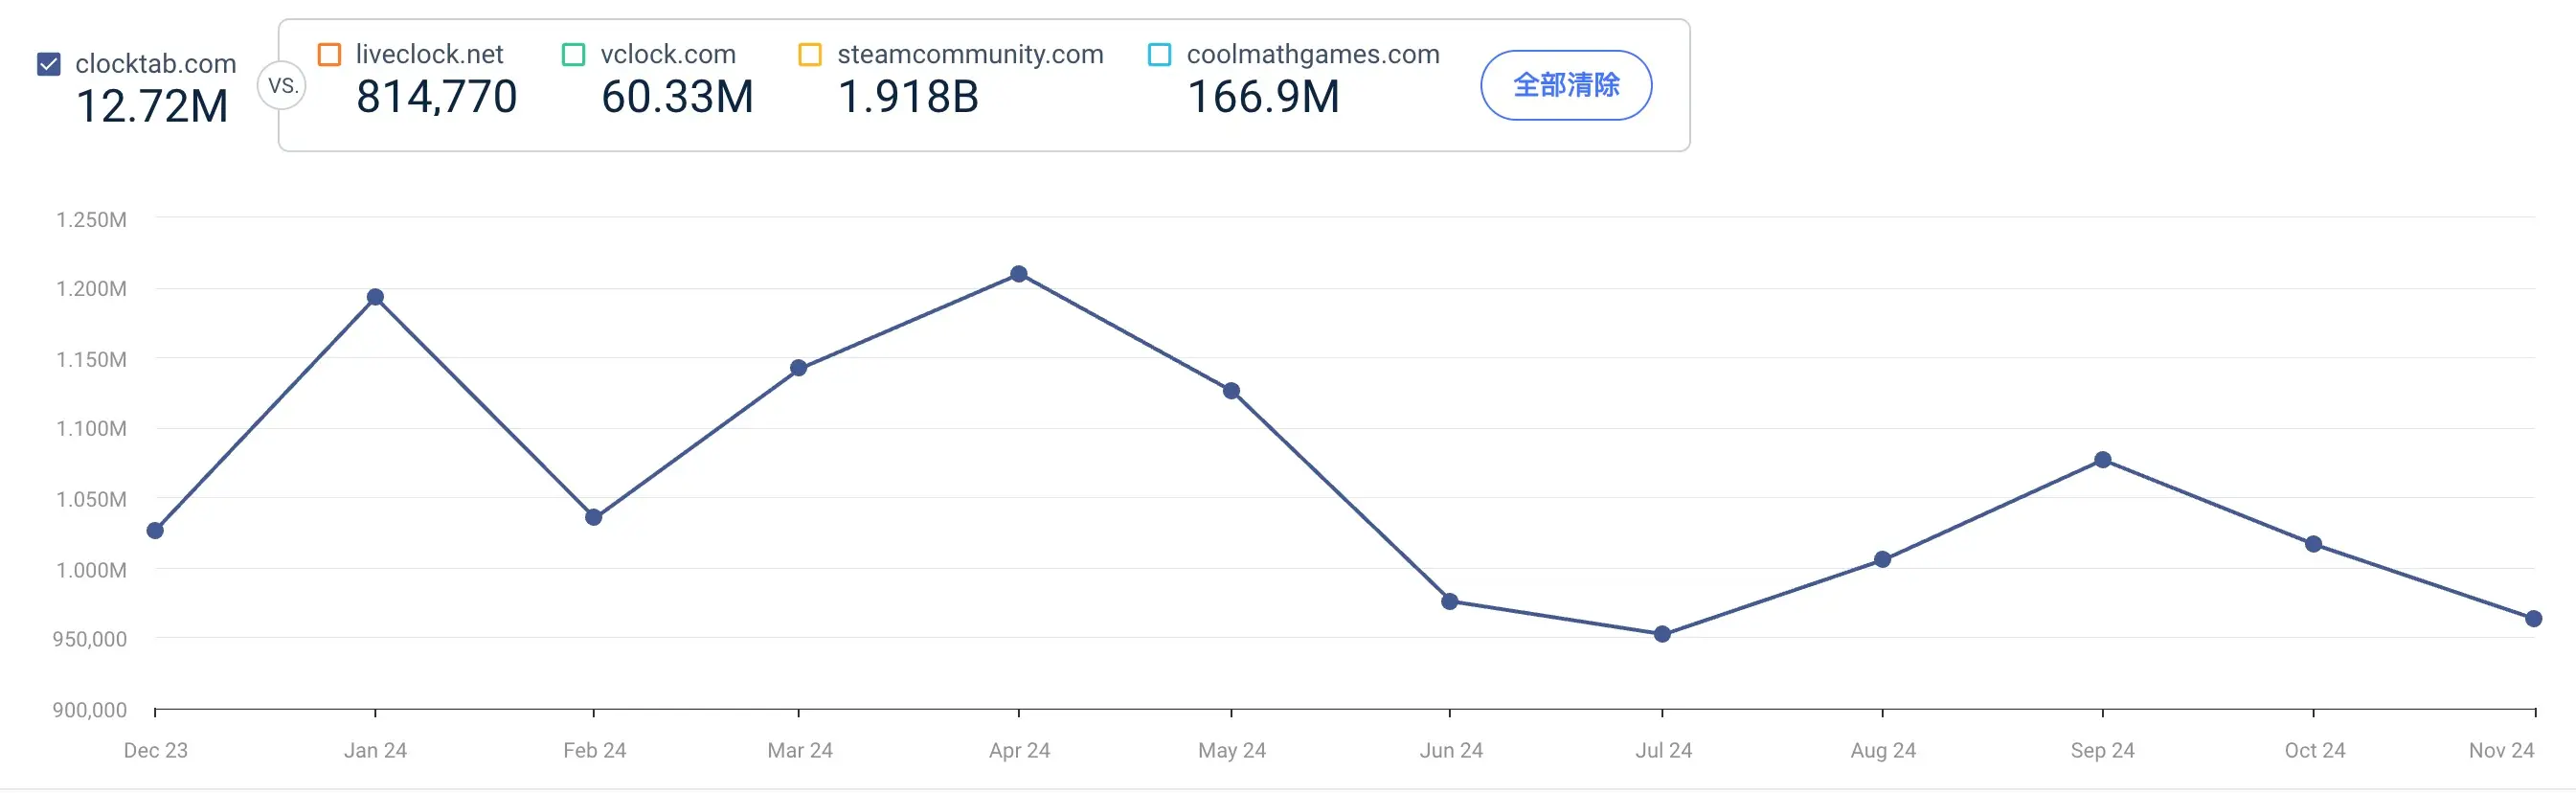 clocktab.com
12.72M
VS.
liveclock.net
814,770
vclock.com
60.33M
steamcommunity.com
1.918B
coolmathgames.com
166.9M
全部清除
1.250M
1.200M
1.150M
1.100M
1.050M
1.000M
950,000
900,000
Dec 23 Jan 24 Feb 24 Mar 24 Apr 24 May 24 Jun 24 Jul 24 Aug 24 Sep 24 Oct 24 Nov 24